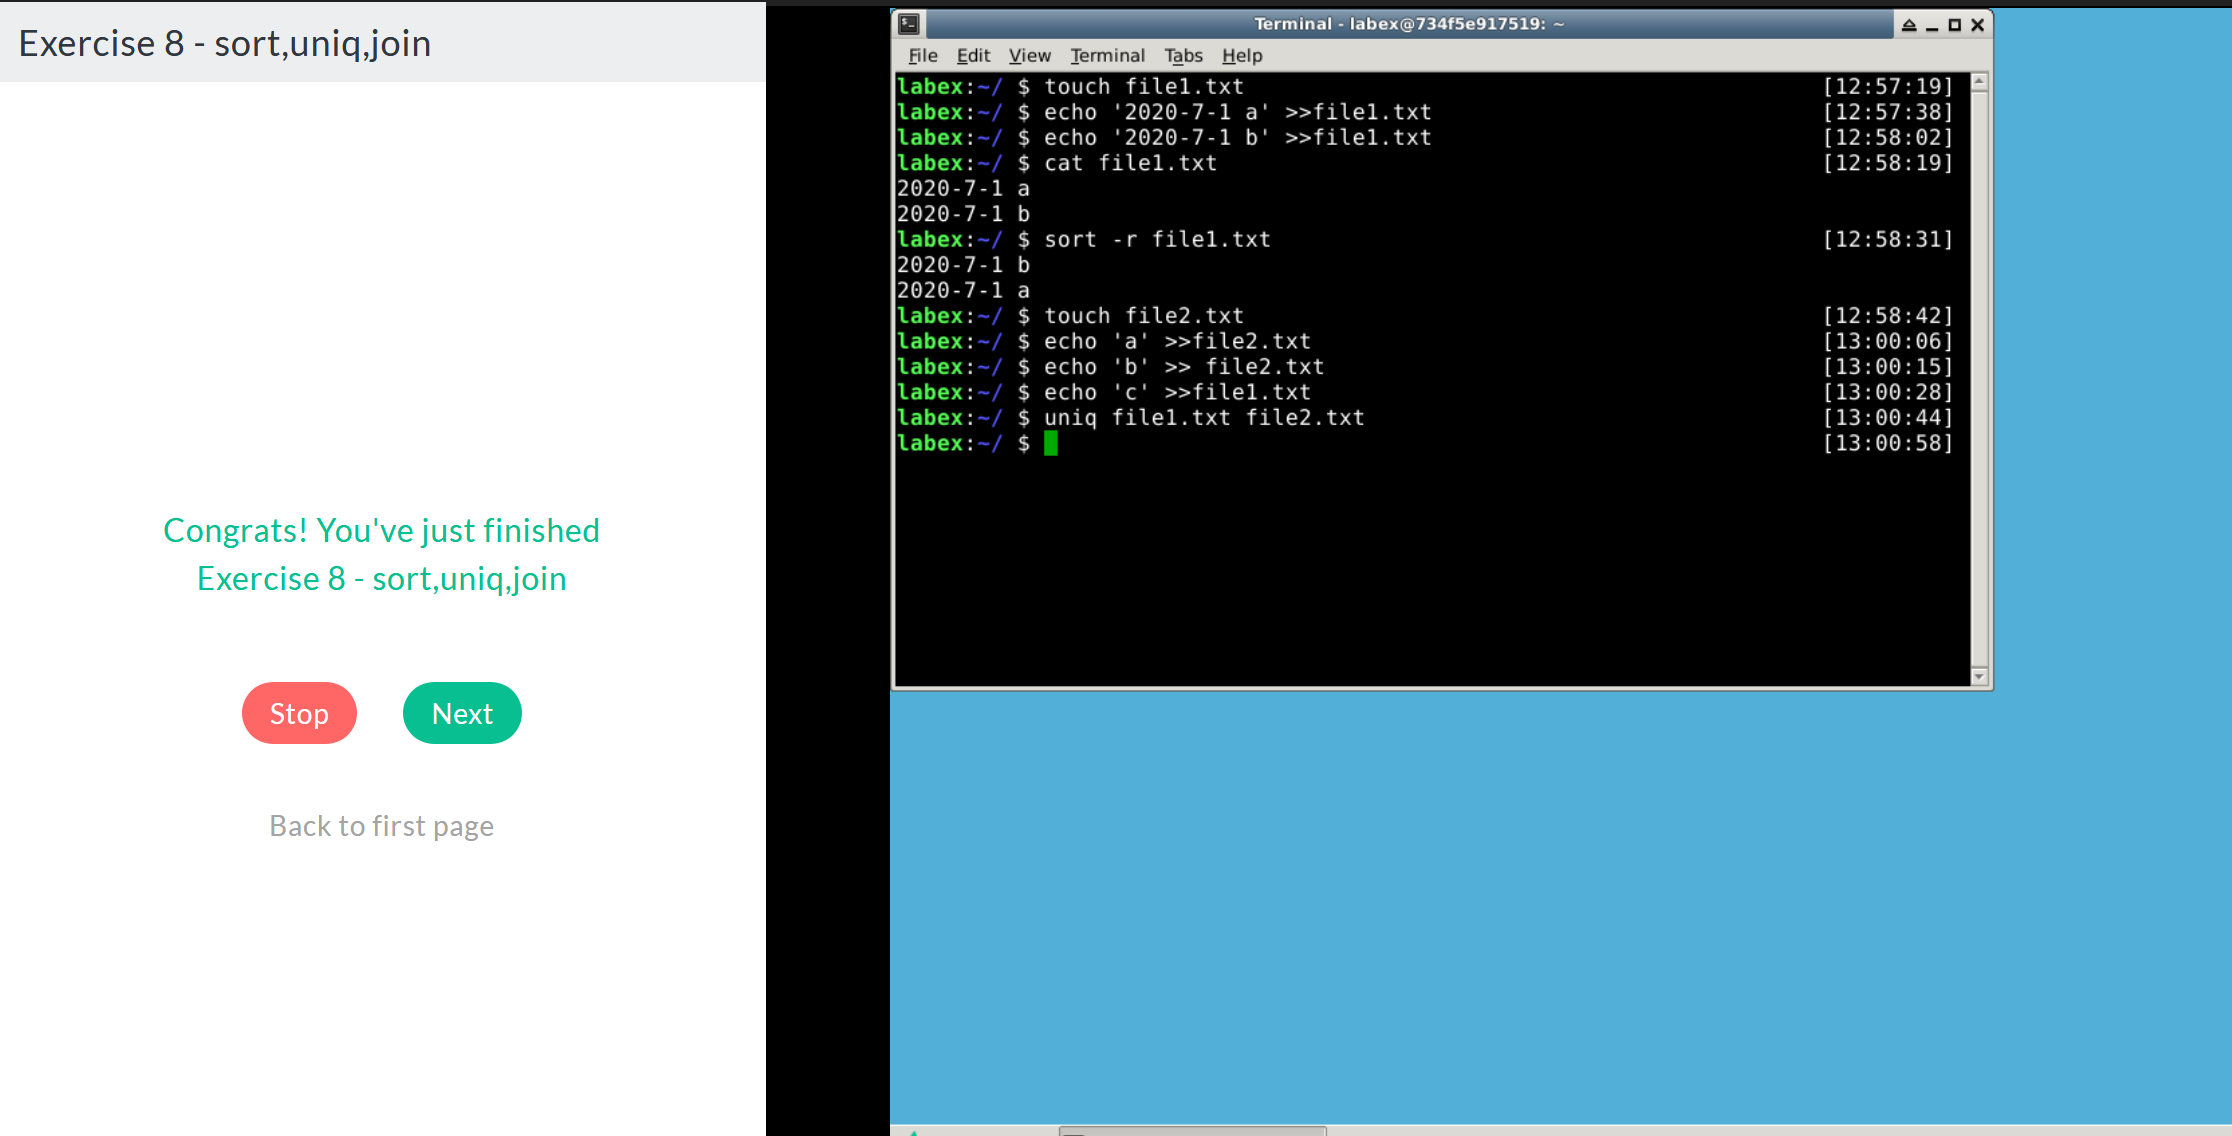 Exercise 8 - sort,uniq,join
Congrats! You've just finished
Exercise 8 - sort,uniq,join
Stop
Next
Back to first page
Terminal - labex@734f5e917519: ~
File Edit View Terminal Tabs Help
labex:~/ $ touch file1.txt [12:57:19]
labex:~/ $ echo '2020-7-1 a' >>file1.txt [12:57:38]
labex:~/ $ echo '2020-7-1 b' >>file1.txt [12:58:02]
labex:~/ $ cat file1.txt [12:58:19]
2020-7-1 a
2020-7-1 b
labex:~/ $ sort -r file1.txt [12:58:31]
2020-7-1 b
2020-7-1 a
labex:~/ $ touch file2.txt [12:58:42]
labex:~/ $ echo 'a' >>file2.txt [13:00:06]
labex:~/ $ echo 'b' >> file2.txt [13:00:15]
labex:~/ $ echo 'c' >>file1.txt [13:00:28]
labex:~/ $ uniq file1.txt file2.txt [13:00:44]
labex:~/ $ [13:00:58]